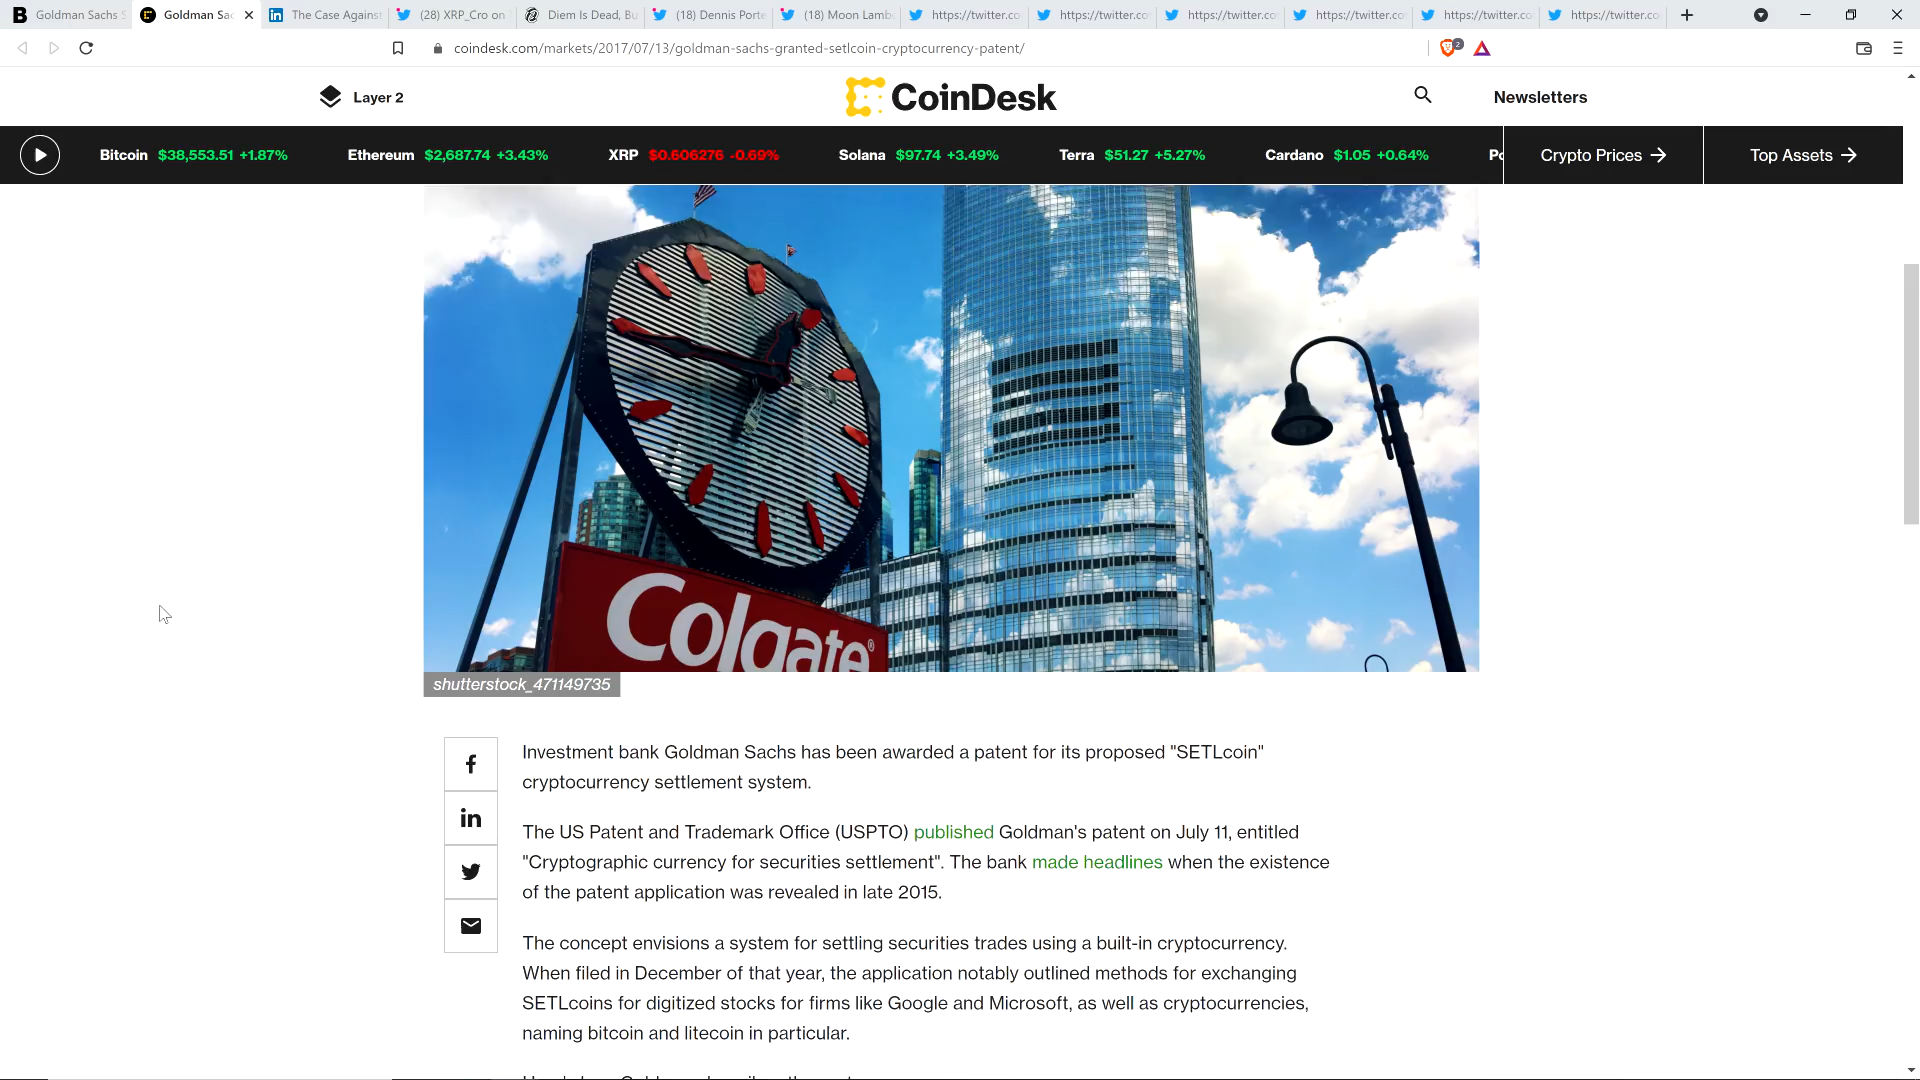 Goldman Sachs S
Goldman Sac
The Case Against
(28) XRP_Cro on
Diem Is Dead, Bu
(18) Dennis Porte
(18) Moon Lamb
https://twitter.co
https://twitter.co
https://twitter.co
https://twitter.co
https://twitter.co
https://twitter.co
coindesk.com/markets/2017/07/13/goldman-sachs-granted-setlcoin-cryptocurrency-patent/
2
Layer 2
CoinDesk
Newsletters
Bitcoin $38,553.51 +1.87%
Ethereum $2,687.74 +3.43%
XRP $0.606276 -0.69%
Solana $97.74 +3.49%
Terra $51.27 +5.27%
Cardano $1.05 +0.64%
Po
Crypto Prices
Top Assets
Colgate®
shutterstock_471149735
Investment bank Goldman Sachs has been awarded a patent for its proposed "SETLcoin"
cryptocurrency settlement system.
The US Patent and Trademark Office (USPTO) published Goldman's patent on July 11, entitled
"Cryptographic currency for securities settlement". The bank made headlines when the existence
of the patent application was revealed in late 2015.
The concept envisions a system for settling securities trades using a built-in cryptocurrency.
When filed in December of that year, the application notably outlined methods for exchanging
SETLcoins for digitized stocks for firms like Google and Microsoft, as well as cryptocurrencies,
naming bitcoin and litecoin in particular.